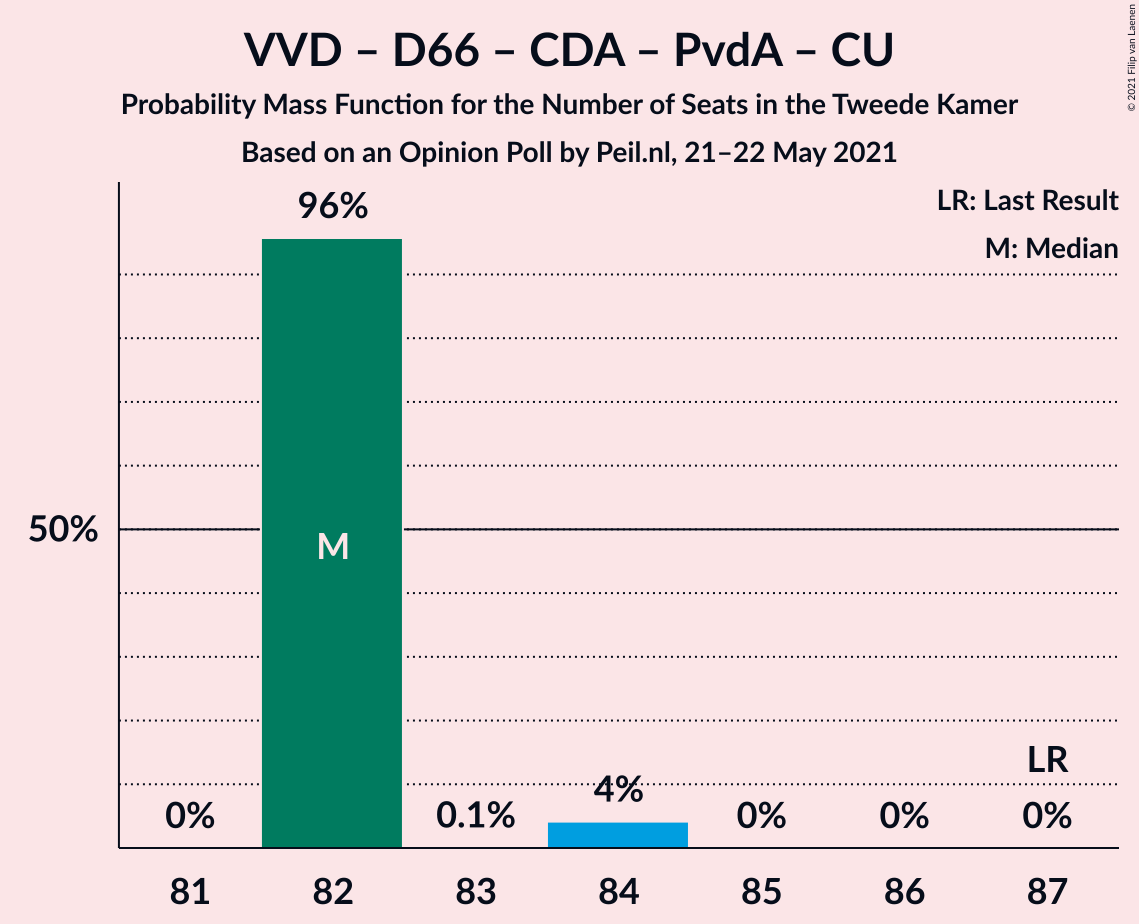 VVD – D66 – CDA – PvdA – CU
Probability Mass Function for the Number of Seats in the Tweede Kamer
Based on an Opinion Poll by Peil.nl, 21–22 May 2021
© 2021 Filip van Laenen
LR: Last Result
M: Median
96%
50%
M
LR
0%
0.1%
4%
0%
0%
0%
81
82
83
84
85
86
87